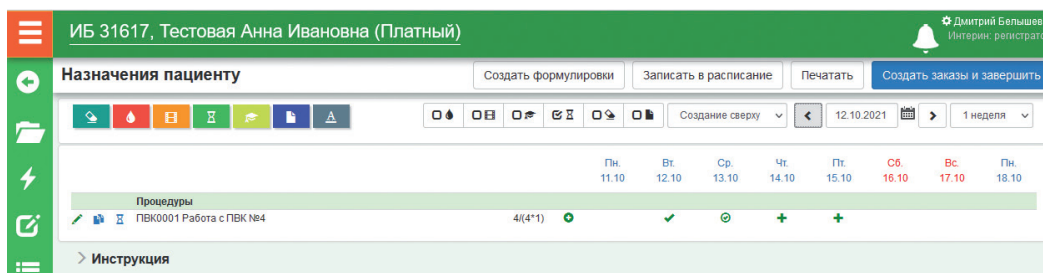 ИБ 31617, Тестовая Анна Ивановна (Платный)
Дмитрий Белышев
Интерин: регистрато
Назначения пациенту
Создать формулировки
Записать в расписание
Печатать
Создать заказы и завершить
A
Создание сверху
12.10.2021
1 неделя
Пн. Вт. Ср. Чт. Пт. Сб. Вс. Пн.
11.10 12.10 13.10 14.10 15.10 16.10 17.10 18.10
Процедуры
ПВК0001 Работа с ПВК №4 4/(4*1)
Инструкция